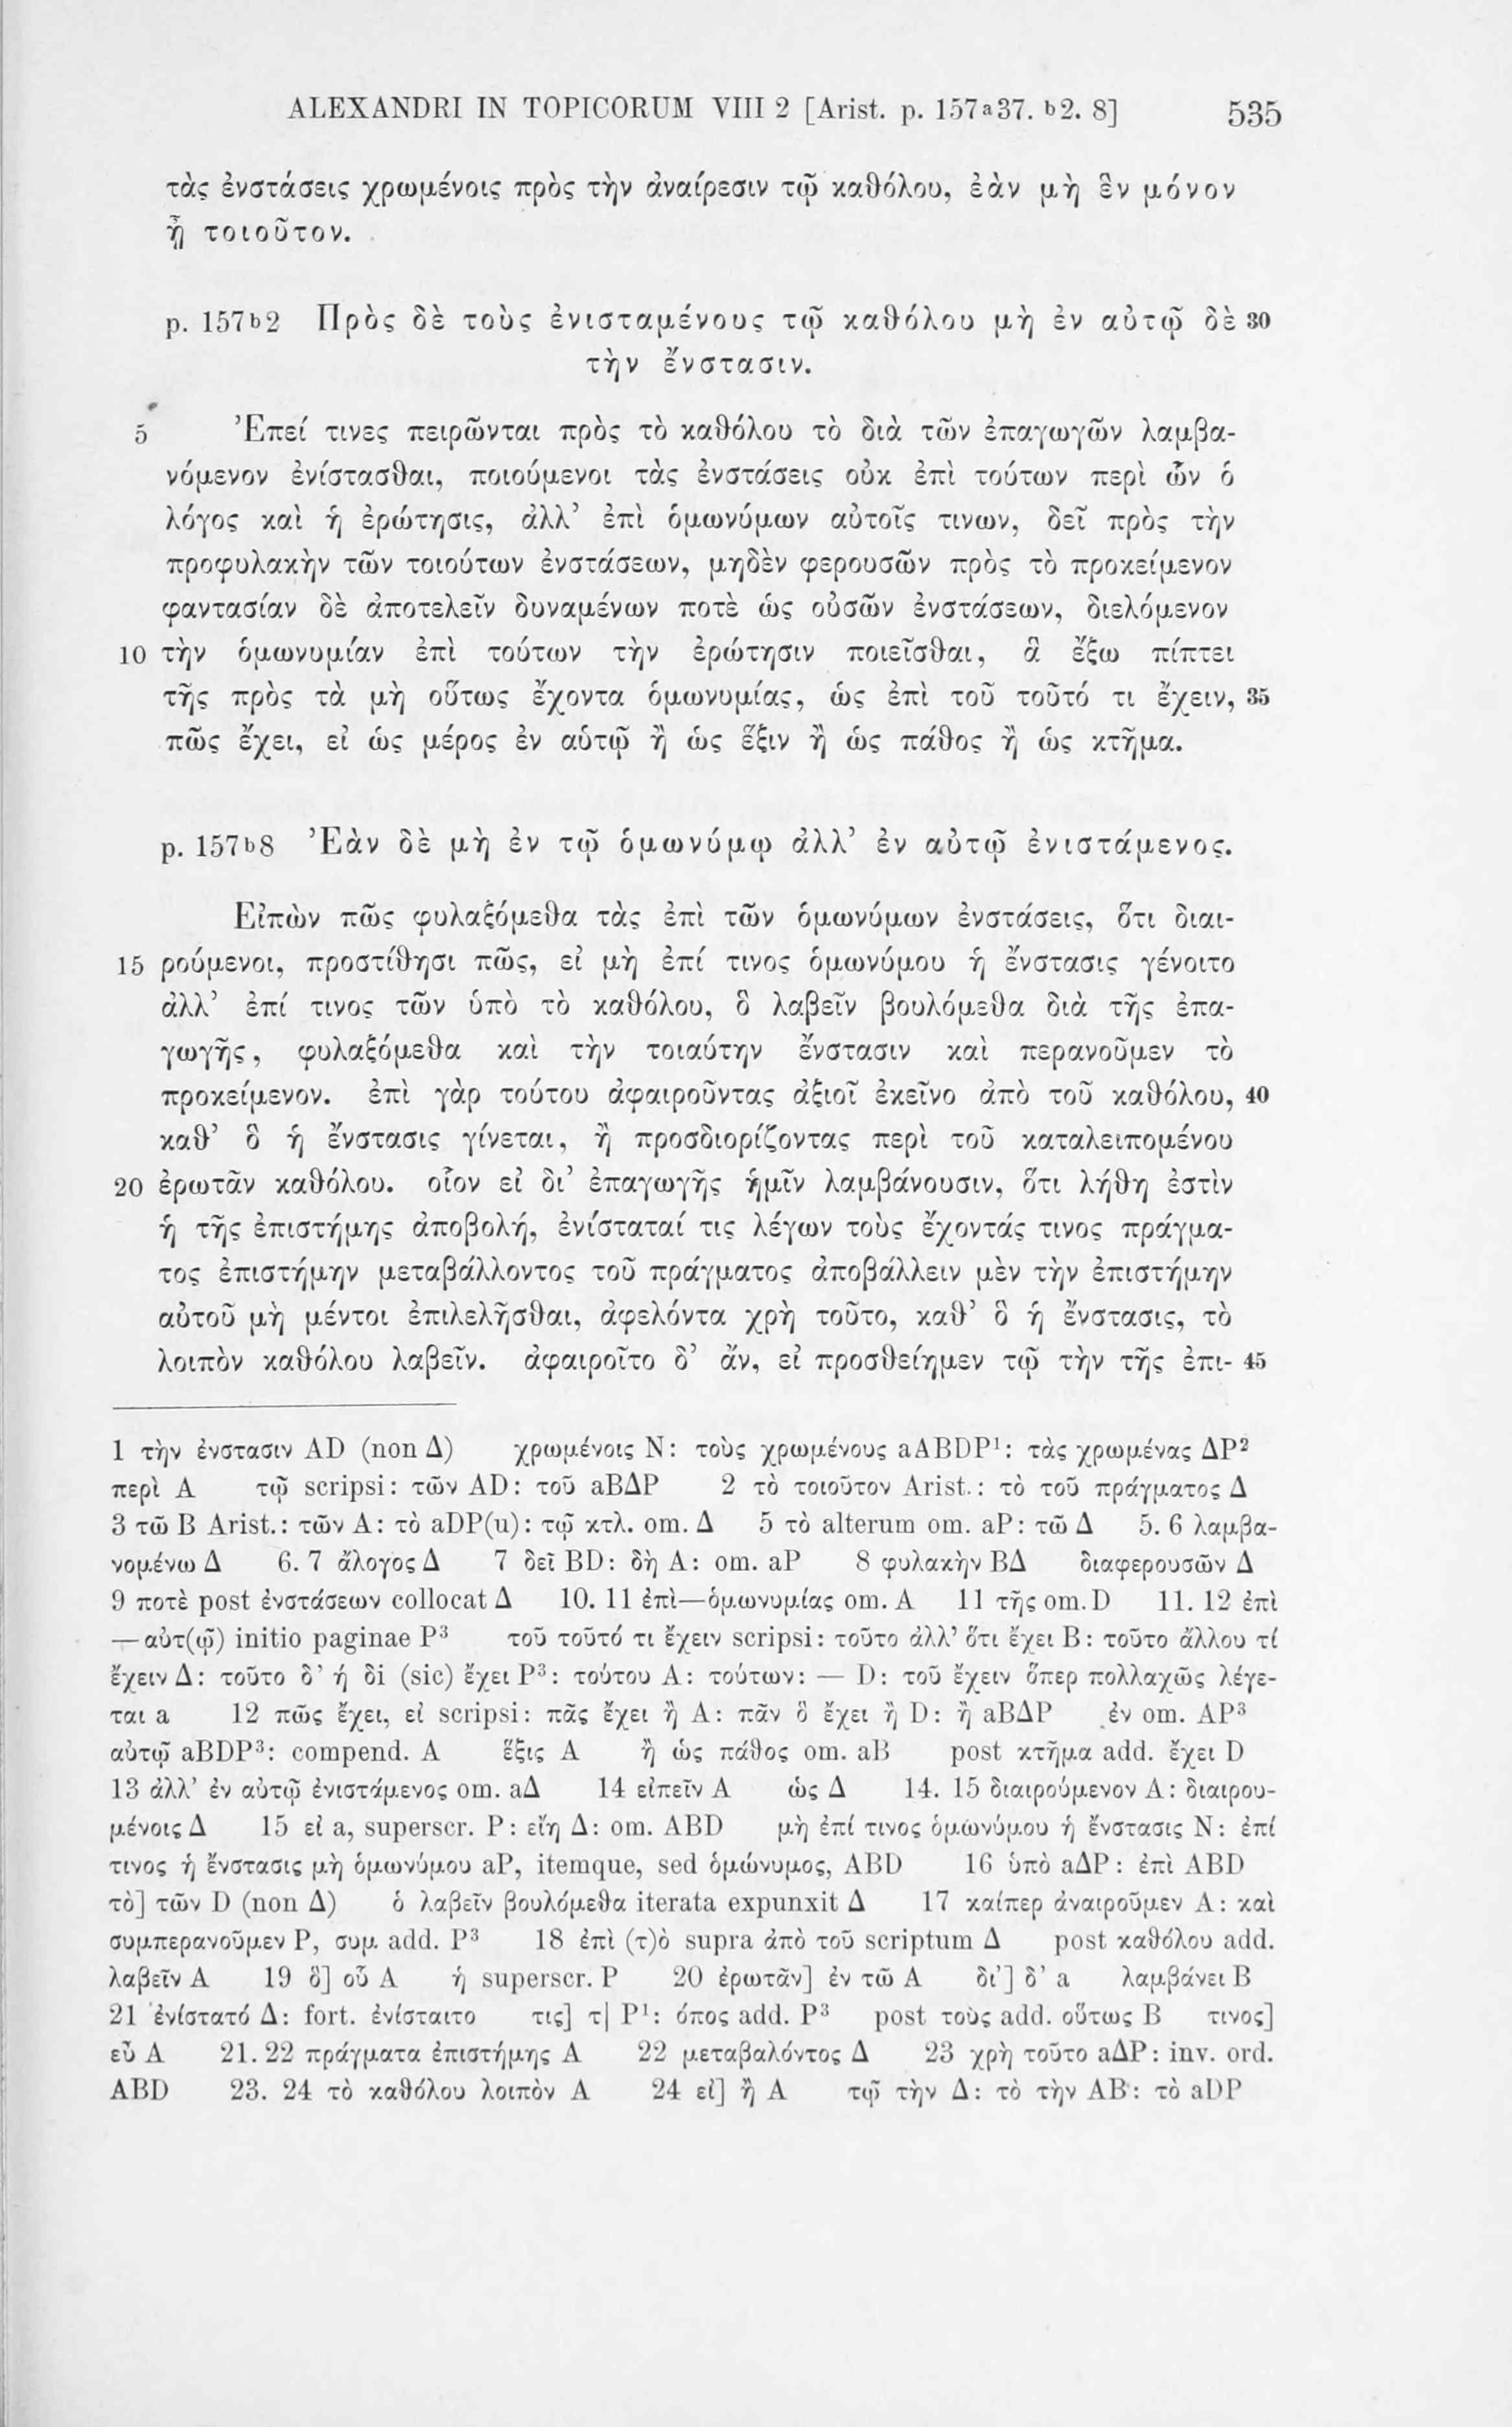 ALEXANDRI IN TOPICORUM VIII 2 [Arist. p. 157ᵃ37. ᵇ2. 8] 535
τὰς ἐνστάσεις χρωμένοις πρὸς τὴν ἀναίρεσιν τῷ καθόλου, ἐὰν μὴ ἓν μόνον
ᾖ τοιοῦτον.
p. 157ᵇ2 Πρὸς δὲ τοὺς ἐνισταμένους τῷ καθόλου μὴ ἐν αὐτῷ δὲ 30
τὴν ἔνστασιν.
5 Ἐπεί τινες πειρῶνται πρὸς τὸ καθόλου τὸ διὰ τῶν ἐπαγωγῶν λαμβα-
νόμενον ἐνίστασθαι, ποιούμενοι τὰς ἐνστάσεις οὐκ ἐπὶ τούτων περὶ ὧν ὁ
λόγος καὶ ἡ ἐρώτησις, ἀλλ’ ἐπὶ ὁμωνύμων αὐτοῖς τινων, δεῖ πρὸς τὴν
προφυλακὴν τῶν τοιούτων ἐνστάσεων, μηδὲν φερουσῶν πρὸς τὸ προκείμενον
φαντασίαν δὲ ἀποτελεῖν δυναμένων ποτὲ ὡς οὐσῶν ἐνστάσεων, διελόμενον
10 τὴν ὁμωνυμίαν ἐπὶ τούτων τὴν ἐρώτησιν ποιεῖσθαι, ἃ ἔξω πίπτει
τῆς πρὸς τὰ μὴ οὕτως ἔχοντα ὁμωνυμίας, ὡς ἐπὶ τοῦ τοῦτό τι ἔχειν, 35
πῶς ἔχει, εἰ ὡς μέρος ἐν αὑτῷ ἢ ὡς ἕξιν ἢ ὡς πάθος ἢ ὡς κτῆμα.
p. 157ᵇ8 Ἐὰν δὲ μὴ ἐν τῷ ὁμωνύμῳ ἀλλ’ ἐν αὐτῷ ἐνιστάμενος.
Εἰπὼν πῶς φυλαξόμεθα τὰς ἐπὶ τῶν ὁμωνύμων ἐνστάσεις, ὅτι διαι-
15 ρούμενοι, προστίθησι πῶς, εἰ μὴ ἐπί τινος ὁμωνύμου ἡ ἔνστασις γένοιτο
ἀλλ’ ἐπί τινος τῶν ὑπὸ τὸ καθόλου, ὃ λαβεῖν βουλόμεθα διὰ τῆς ἐπα-
γωγῆς, φυλαξόμεθα καὶ τὴν τοιαύτην ἔνστασιν καὶ περανοῦμεν τὸ
προκείμενον. ἐπὶ γὰρ τούτου ἀφαιροῦντας ἀξιοῖ ἐκεῖνο ἀπὸ τοῦ καθόλου, 40
καθ’ ὃ ἡ ἔνστασις γίνεται, ἢ προσδιορίζοντας περὶ τοῦ καταλειπομένου
20 ἐρωτᾶν καθόλου. οἷον εἰ δι’ ἐπαγωγῆς ἡμῖν λαμβάνουσιν, ὅτι λήθη ἐστὶν
ἡ τῆς ἐπιστήμης ἀποβολή, ἐνίσταταί τις λέγων τοὺς ἔχοντάς τινος πράγμα-
τος ἐπιστήμην μεταβάλλοντος τοῦ πράγματος ἀποβάλλειν μὲν τὴν ἐπιστήμην
αὐτοῦ μὴ μέντοι ἐπιλελῆσθαι, ἀφελόντα χρὴ τοῦτο, καθ’ ὃ ἡ ἔνστασις, τὸ
λοιπὸν καθόλου λαβεῖν. ἀφαιροῖτο δ’ ἄν, εἰ προσθείημεν τῷ τὴν τῆς ἐπι- 45
1 τὴν ἐνστασιν AD (non Δ) χρωμένοις N: τοὺς χρωμένους aABDP¹: τὰς χρωμένας ΔP²
περὶ A τῷ scripsi: τῶν AD: τοῦ aBΔP 2 τὸ τοιοῦτον Arist.: τὸ τοῦ πράγματος Δ
3 τῶ B Arist.: τῶν A: τὸ aDP(u): τῷ κτλ. om. Δ 5 τὸ alterum om. aP: τῶ Δ 5. 6 λαμβα-
νομένω Δ 6. 7 ἄλογος Δ 7 δεῖ BD: δὴ A: om. aP 8 φυλακὴν BΔ διαφερουσῶν Δ
9 ποτὲ post ἐνστάσεων collocat Δ 10. 11 ἐπὶ—ὁμωνυμίας om. A 11 τῆς om. D 11. 12 ἐπὶ
— αὐτ(ῷ) initio paginae P³ τοῦ τοῦτό τι ἔχειν scripsi: τοῦτο ἀλλ’ ὅτι ἔχει B: τοῦτο ἄλλου τί
ἔχειν Δ: τοῦτο δ’ ἡ δi (sic) ἔχει P³: τούτου A: τούτων: — D: τοῦ ἔχειν ὅπερ πολλαχῶς λέγε-
ται a 12 πῶς ἔχει, εἰ scripsi: πᾶς ἔχει ἢ A: πᾶν ὃ ἔχει ἢ D: ἢ aBΔP ἐν om. AP³
αὐτῷ aBDP³: compend. A ἕξις A ἢ ὡς πάθος om. aB post κτῆμα add. ἔχει D
13 ἀλλ’ ἐν αὐτῷ ἐνιστάμενος om. aΔ 14 εἰπεῖν A ὡς Δ 14. 15 διαιρούμενον A: διαιρου-
μένοις Δ 15 εἰ a, superscr. P: εἴη Δ: om. ABD μὴ ἐπί τινος ὁμωνύμου ἡ ἔνστασις N: ἐπί
τινος ἡ ἔνστασις μὴ ὁμωνύμου aP, itemque, sed ὁμώνυμος, ABD 16 ὑπὸ aΔP: ἐπὶ ABD
τὸ] τῶν D (non Δ) ὁ λαβεῖν βουλόμεθα iterata expunxit Δ 17 καίπερ ἀναιροῦμεν A: καὶ
συμπερανοῦμεν P, συμ add. P³ 18 ἐπὶ (τ)ὸ supra ἀπὸ τοῦ scriptum Δ post καθόλου add.
λαβεῖν A 19 ὃ] οὗ A ἡ superscr. P 20 ἐρωτᾶν] ἐν τῶ A δι’] δ’ a λαμβάνει B
21 ἐνίστατό Δ: fort. ἐνίσταιτο τις] τ| P¹: όπος add. P³ post τοὺς add. οὕτως B τινος]
εὖ A 21. 22 πράγματα ἐπιστήμης A 22 μεταβαλόντος Δ 23 χρὴ τοῦτο aΔP: inv. ord.
ABD 23. 24 τὸ καθόλου λοιπὸν A 24 εἰ] ἢ A τῷ τὴν Δ: τὸ τὴν AB: τὸ aDP